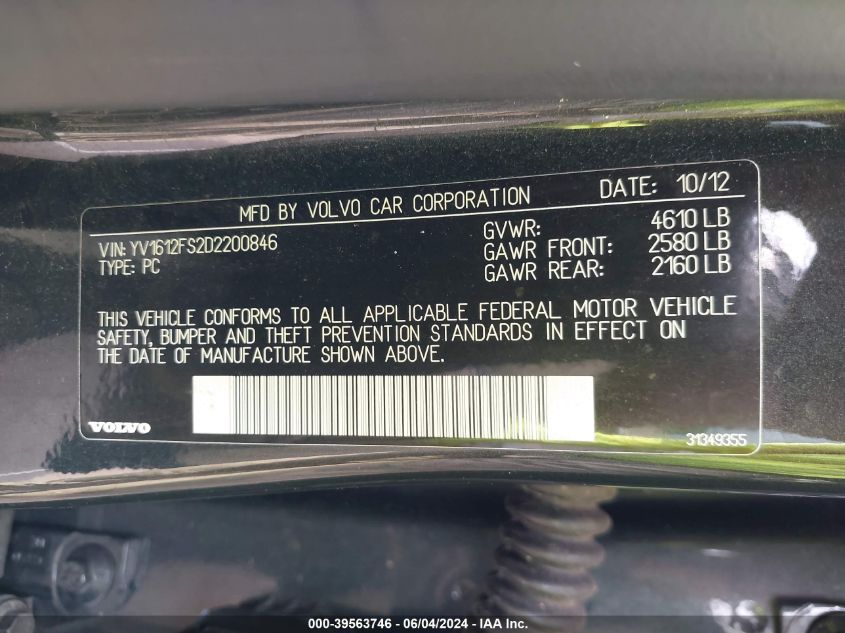 MFD BY VOLVO CAR CORPORATION DATE: 10/12
VIN: YV1612FS2D2200846
TYPE: PC
GVWR: 4610 LB
GAWR FRONT: 2580 LB
GAWR REAR: 2160 LB
THIS VEHICLE CONFORMS TO ALL APPLICABLE FEDERAL MOTOR VEHICLE
SAFETY, BUMPER AND THEFT PREVENTION STANDARDS IN EFFECT ON
THE DATE OF MANUFACTURE SHOWN ABOVE.
VOLVO
31349355
000-39563746 - 06/04/2024 - IAA Inc.